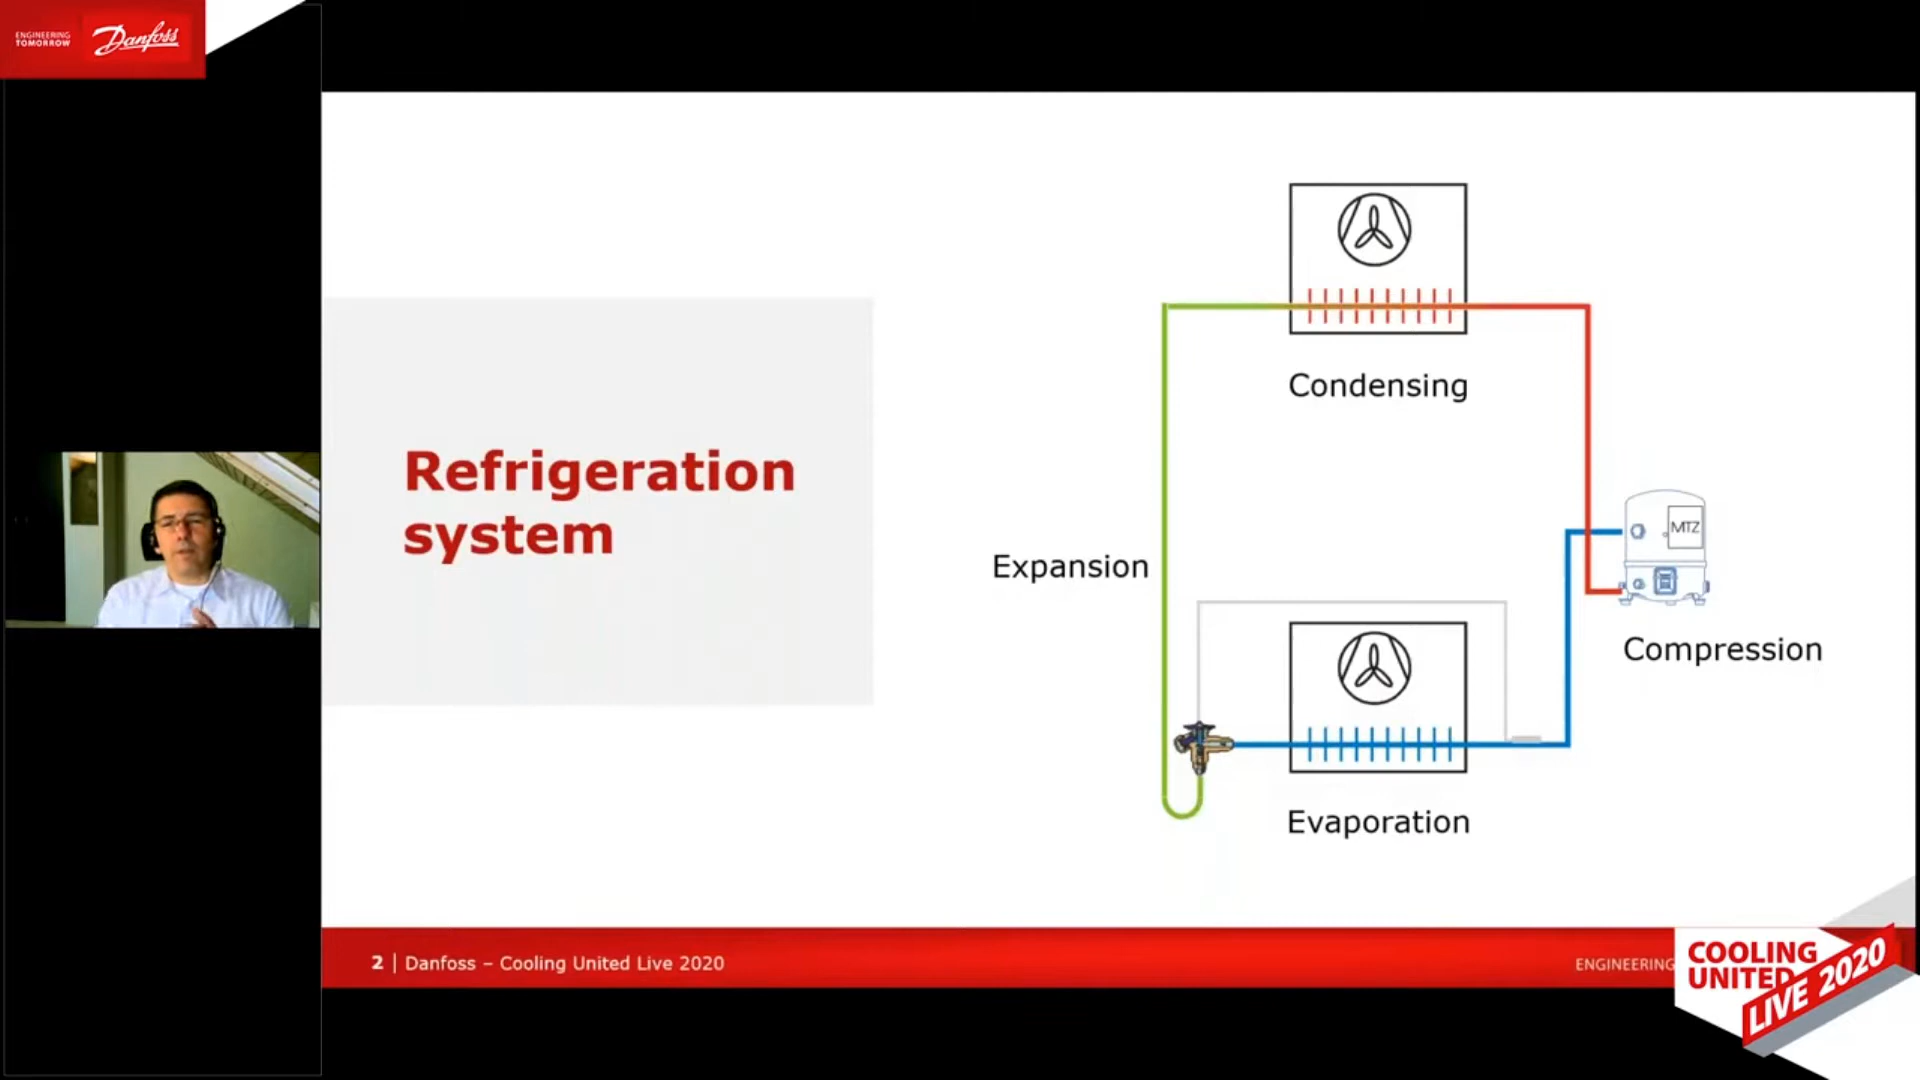 ENGINEERING
TOMORROW
Danfoss
Refrigeration
system
Condensing
Expansion
MTZ
Compression
Evaporation
2 | Danfoss – Cooling United Live 2020
ENGINEERING
COOLING
UNITED
LIVE 2020